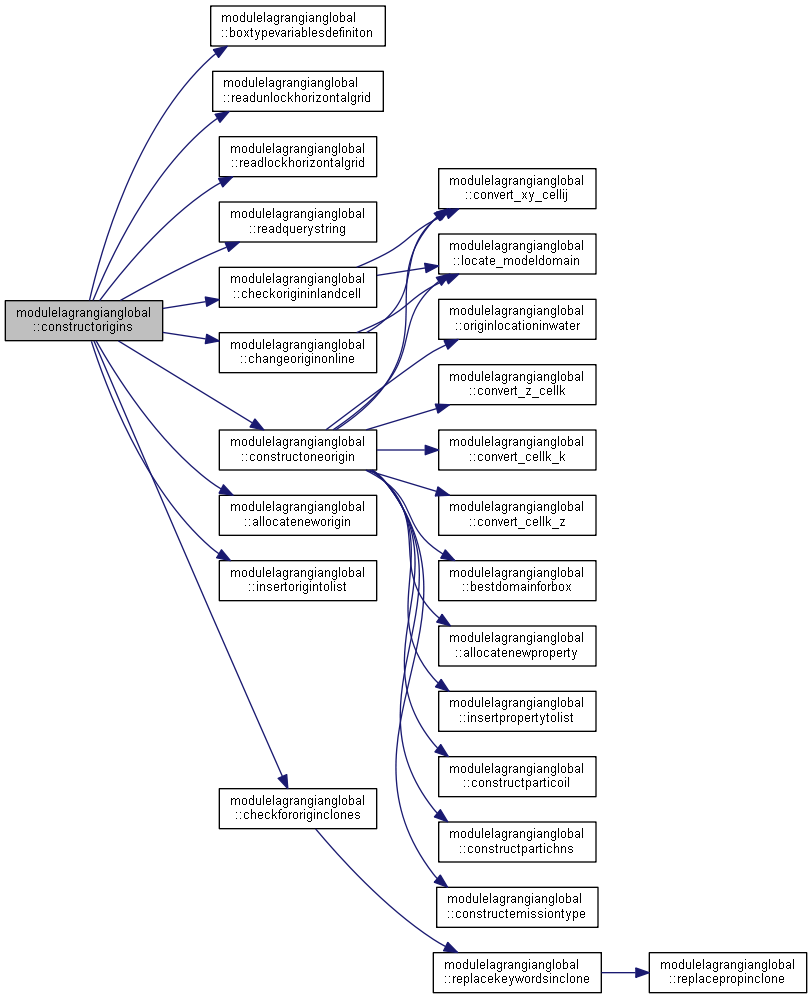 modulelagrangianglobal
::boxtypevariablesdefiniton
modulelagrangianglobal
::readunlockhorizontalgrid
modulelagrangianglobal
::readlockhorizontalgrid
modulelagrangianglobal
::readquerystring
modulelagrangianglobal
::checkorigininlandcell
modulelagrangianglobal
::constructorigins
modulelagrangianglobal
::changeoriginonline
modulelagrangianglobal
::constructoneorigin
modulelagrangianglobal
::allocateneworigin
modulelagrangianglobal
::insertorigintolist
modulelagrangianglobal
::checkfororiginclones
modulelagrangianglobal
::convert_xy_cellij
modulelagrangianglobal
::locate_modeldomain
modulelagrangianglobal
::originlocationinwater
modulelagrangianglobal
::convert_z_cellk
modulelagrangianglobal
::convert_cellk_k
modulelagrangianglobal
::convert_cellk_z
modulelagrangianglobal
::bestdomainforbox
modulelagrangianglobal
::allocatenewproperty
modulelagrangianglobal
::insertpropertytolist
modulelagrangianglobal
::constructparticoil
modulelagrangianglobal
::constructpartichns
modulelagrangianglobal
::constructemissiontype
modulelagrangianglobal
::replacekeywordsinclone
modulelagrangianglobal
::replacepropinclone